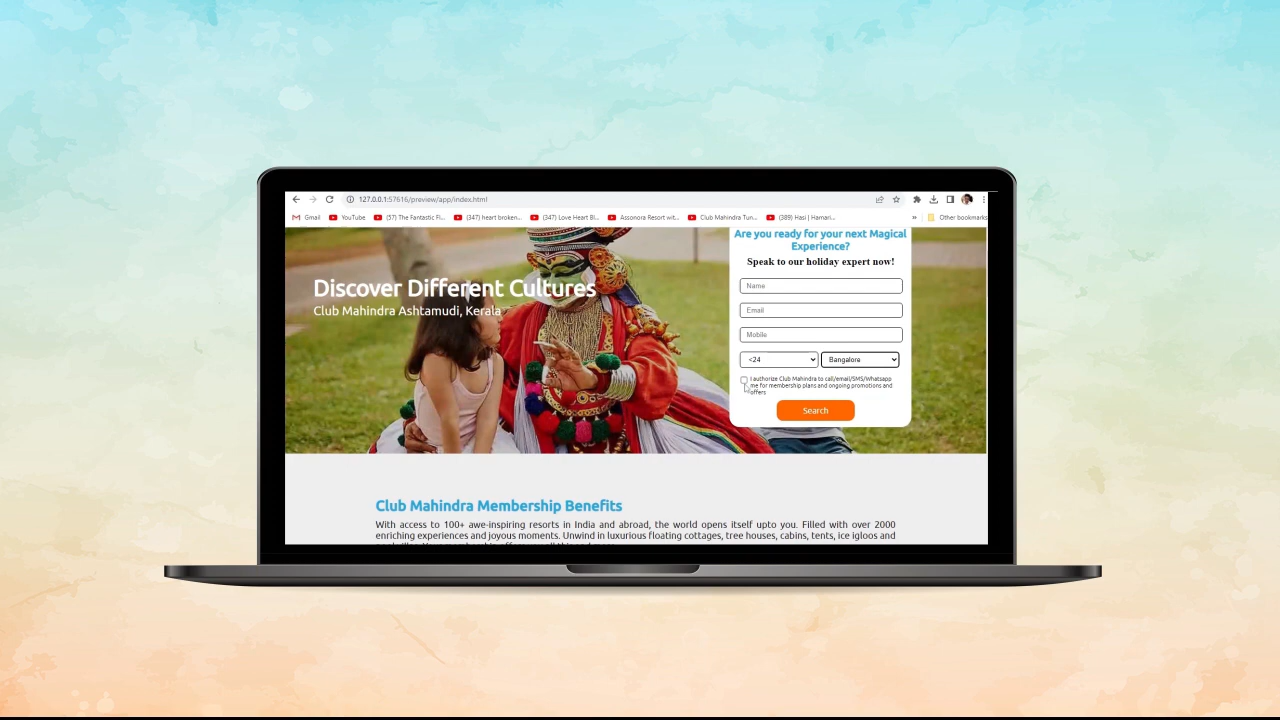 127.0.0.1:57616/preview/app/index.html
Gmail YouTube (57) The Fantastic Fi... (347) heart broken... (347) Love Heart Bl... Assonora Resort wit... Club Mahindra Tun... (389) Hasi | Hamari... » Other bookmarks
Discover Different Cultures
Club Mahindra Ashtamudi, Kerala
Are you ready for your next Magical
Experience?
Speak to our holiday expert now!
Name
Email
Mobile
<24 Bangalore
I authorize Club Mahindra to call/email/SMS/Whatsapp
me for membership plans and ongoing promotions and
offers
Search
Club Mahindra Membership Benefits
With access to 100+ awe-inspiring resorts in India and abroad, the world opens itself upto you. Filled with over 2000
enriching experiences and joyous moments. Unwind in luxurious floating cottages, tree houses, cabins, tents, ice igloos and